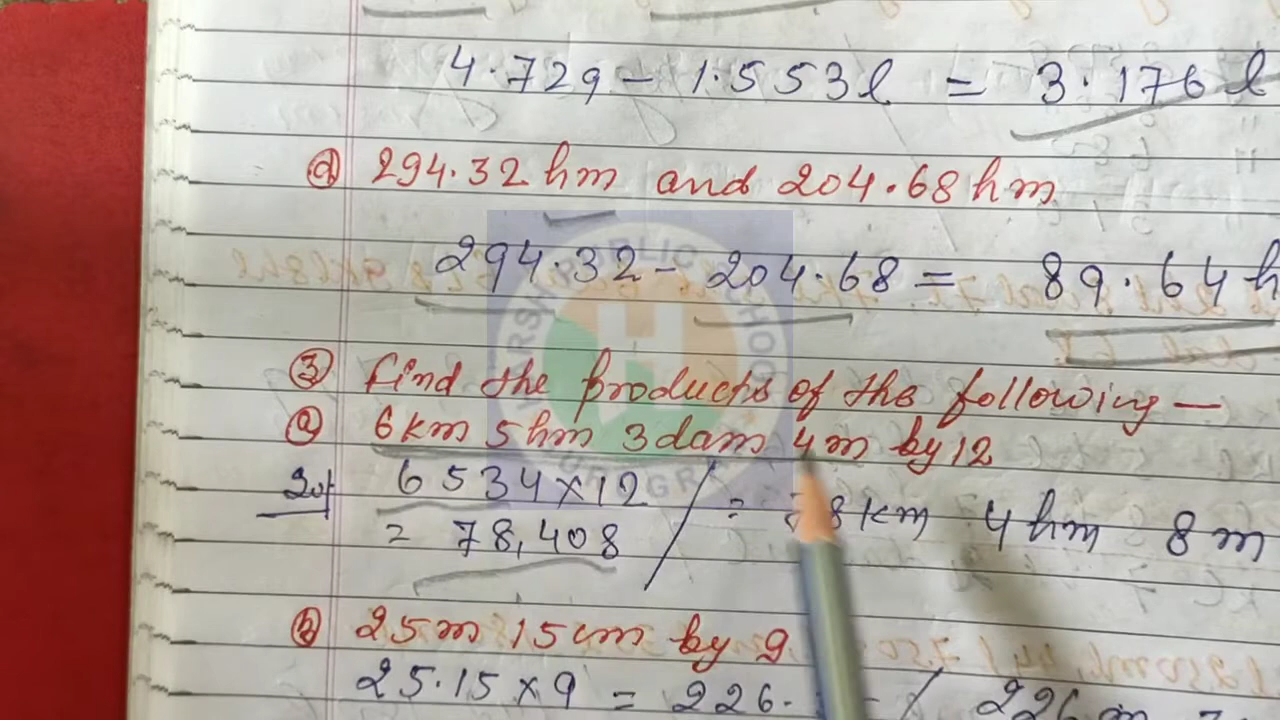 4.729 - 1.553l = 3.176 l
d 294.32 hm and 204.68 hm
294.32 - 204.68 = 89.64 h
3 Find the products of the following —
a 6km 5hm 3dam 4m by 12
Sol 6534 × 12
= 78,408 / = 8 km 4 hm 8 m
b 25m 15cm by 9
25.15 × 9 = 226. / 226 m